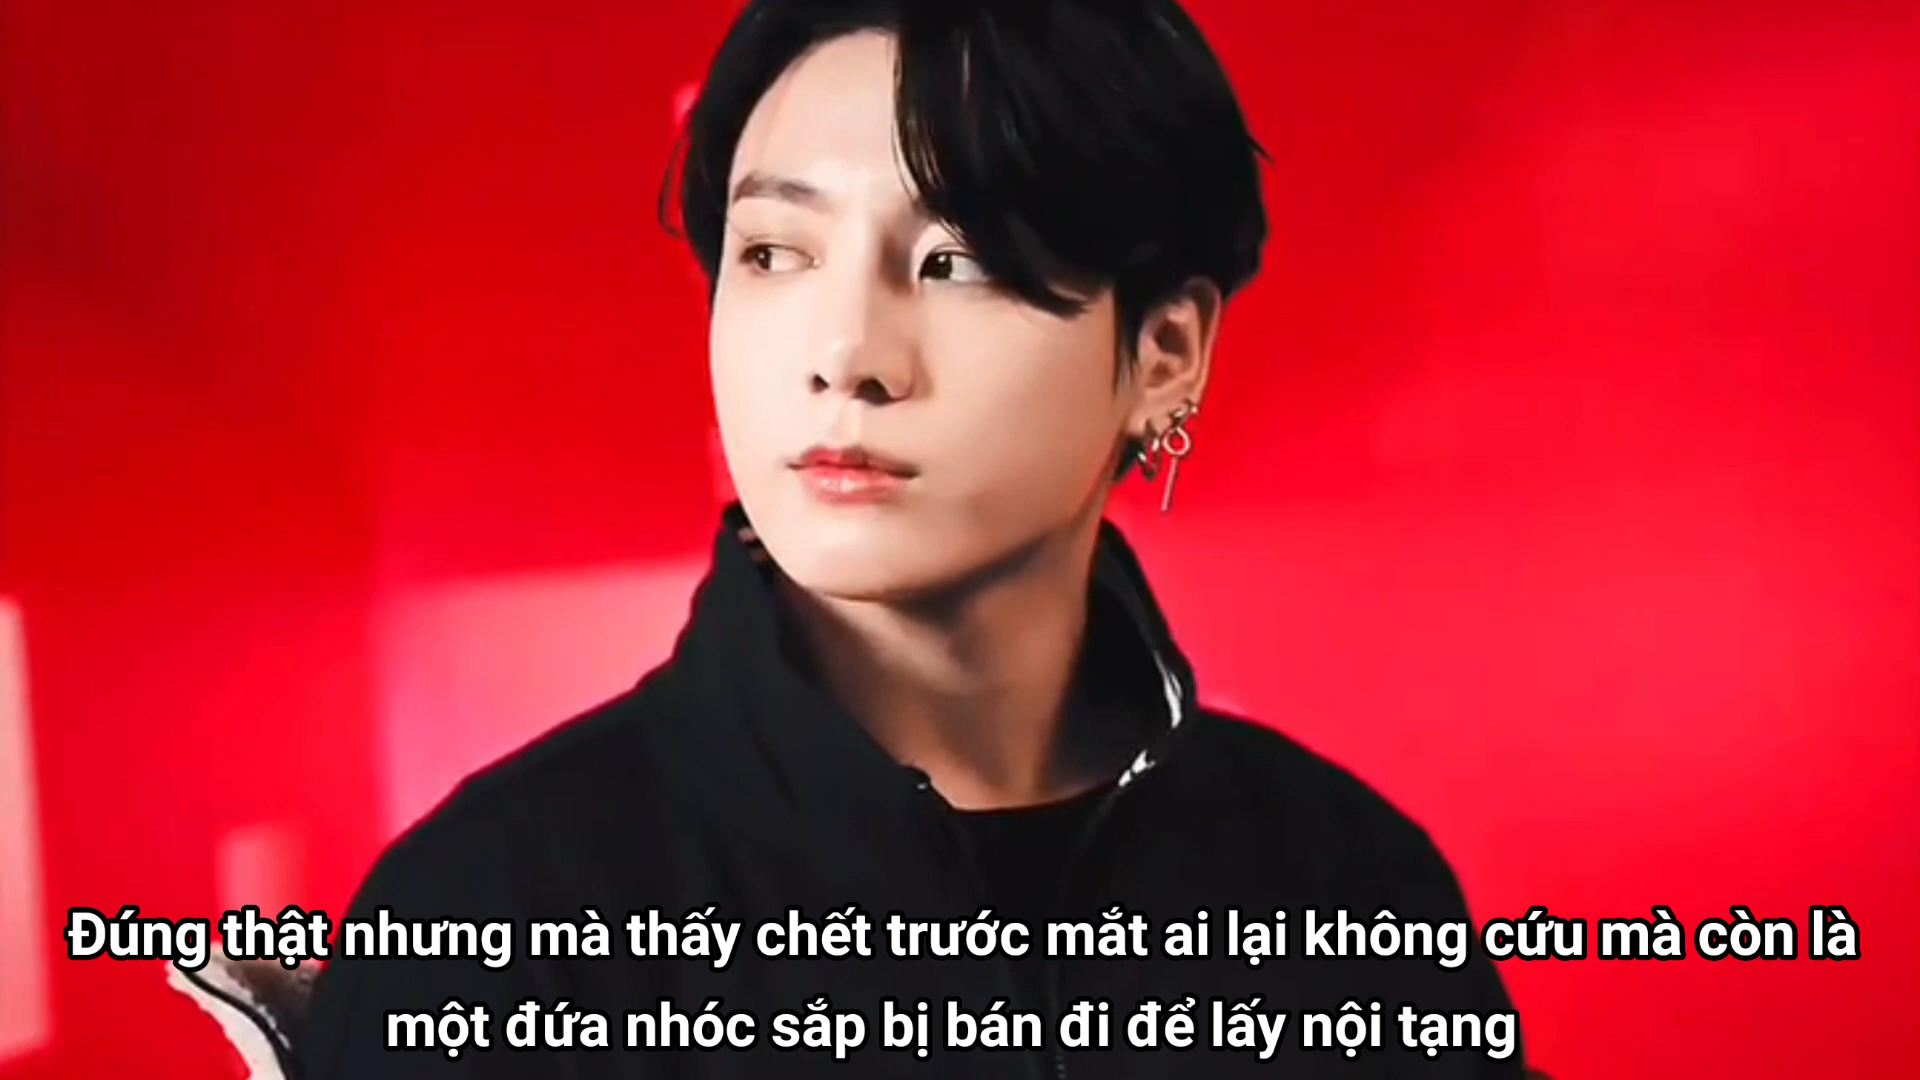 Đúng thật nhưng mà thấy chết trước mắt ai lại không cứu mà còn là
một đứa nhóc sắp bị bán đi để lấy nội tạng